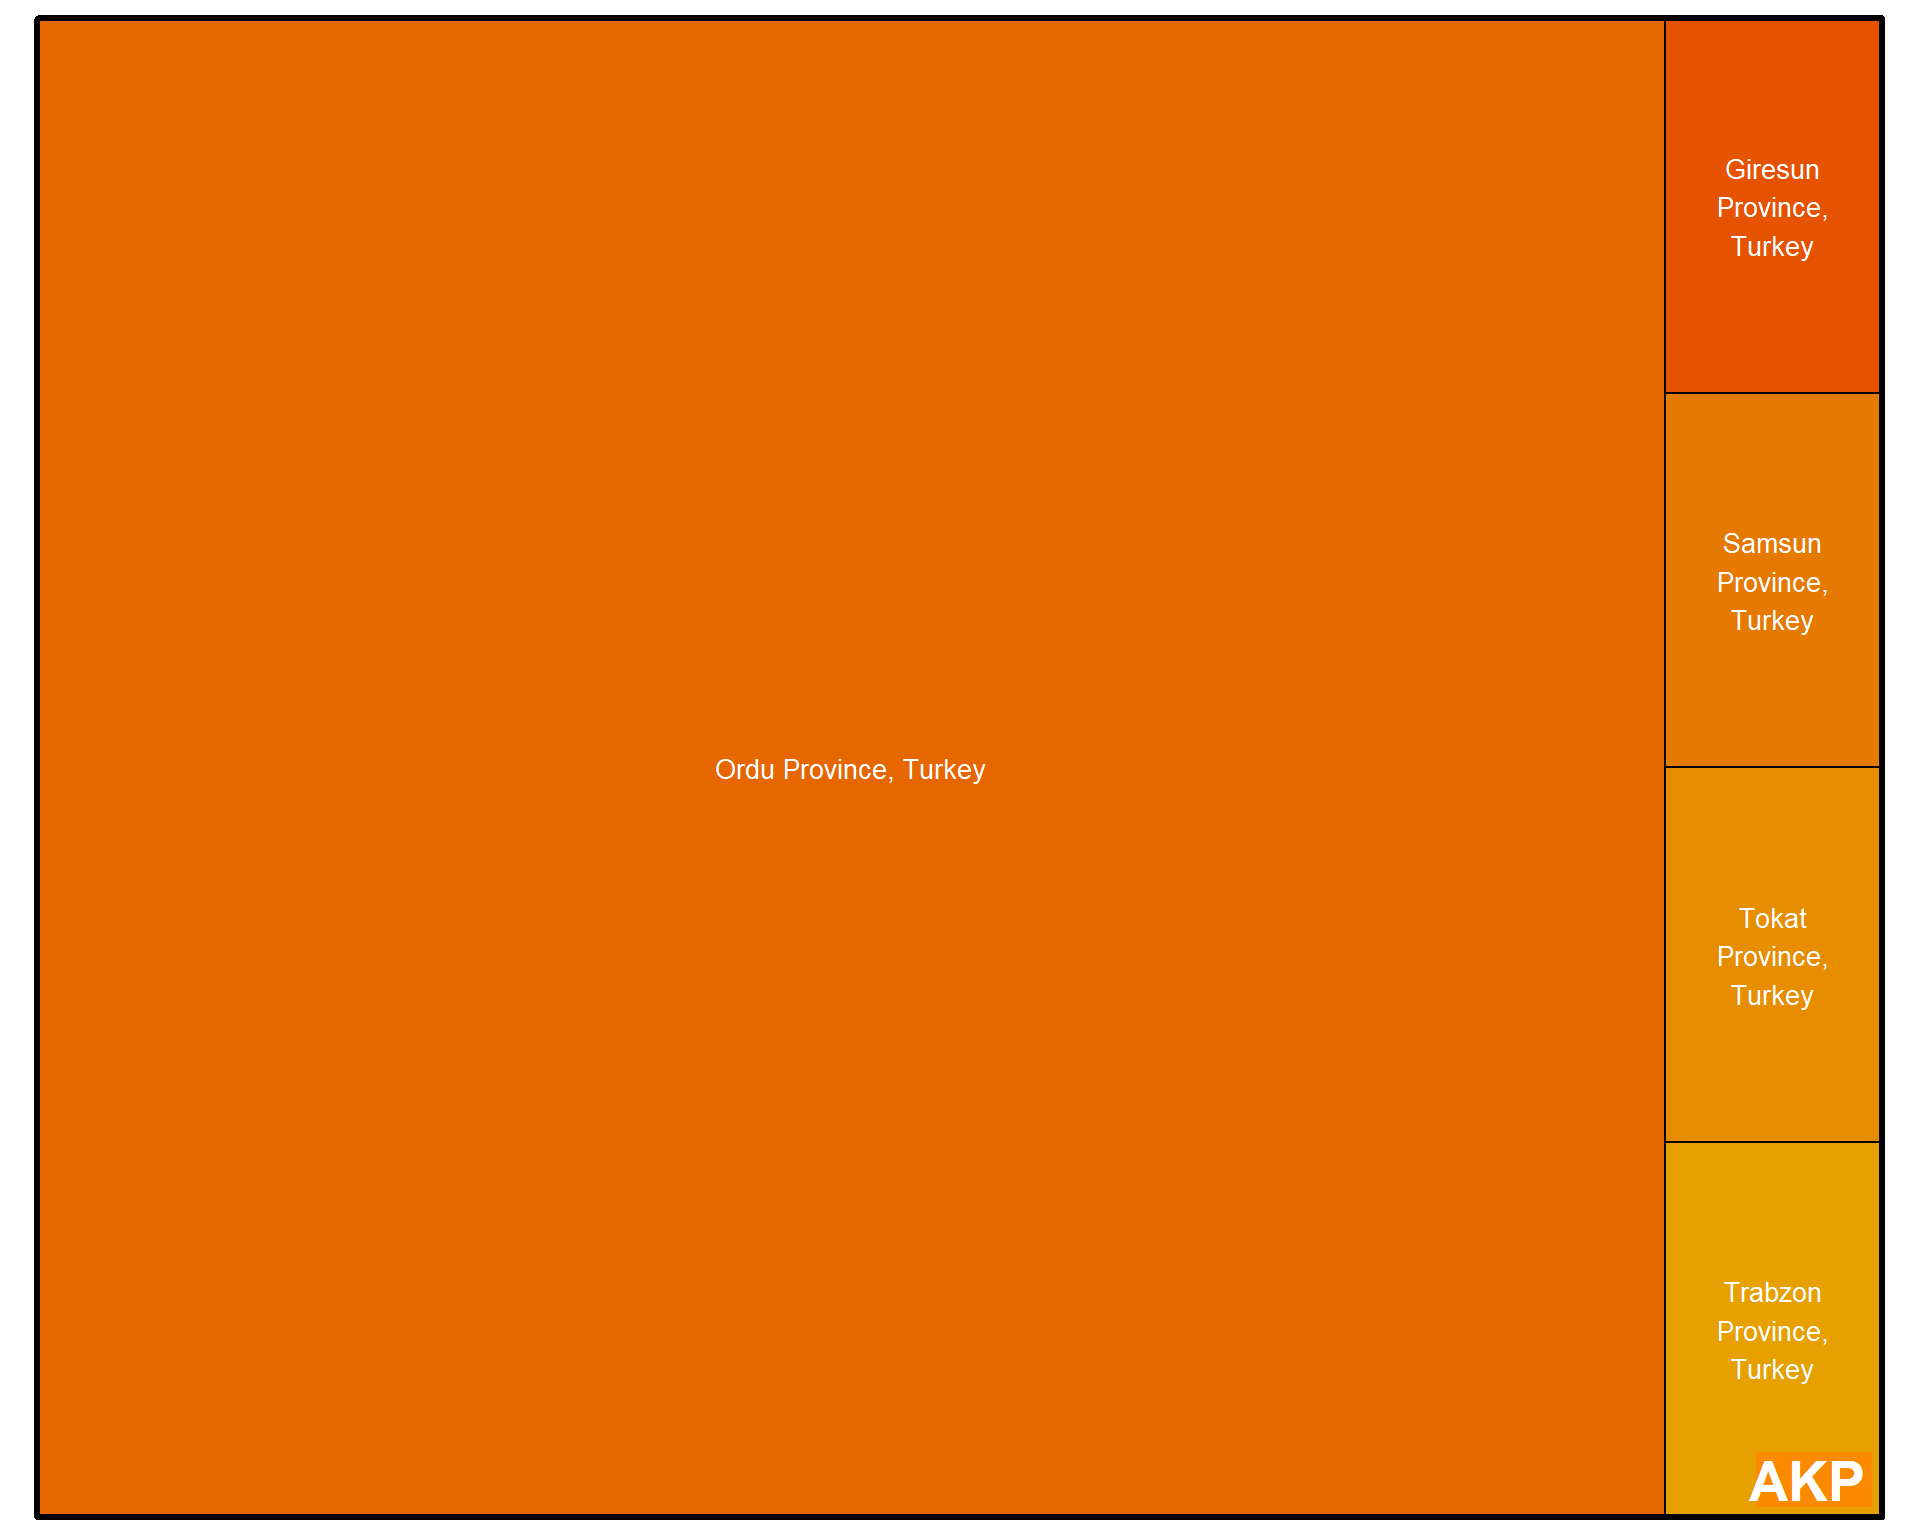 Ordu Province, Turkey
Giresun
Province,
Turkey
Samsun
Province,
Turkey
Tokat
Province,
Turkey
Trabzon
Province,
Turkey
AKP